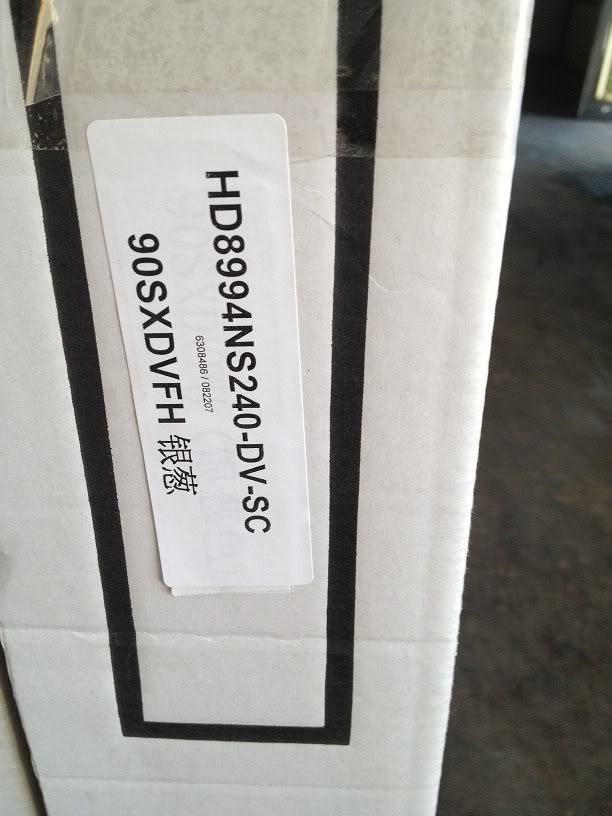 HD8994NS240-DV-SC
6308486 / 082207
90SXDVFH 银葱